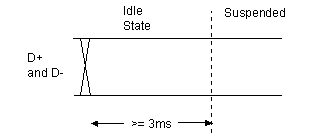 Idle
State
Suspended
D+
and D-
>= 3ms